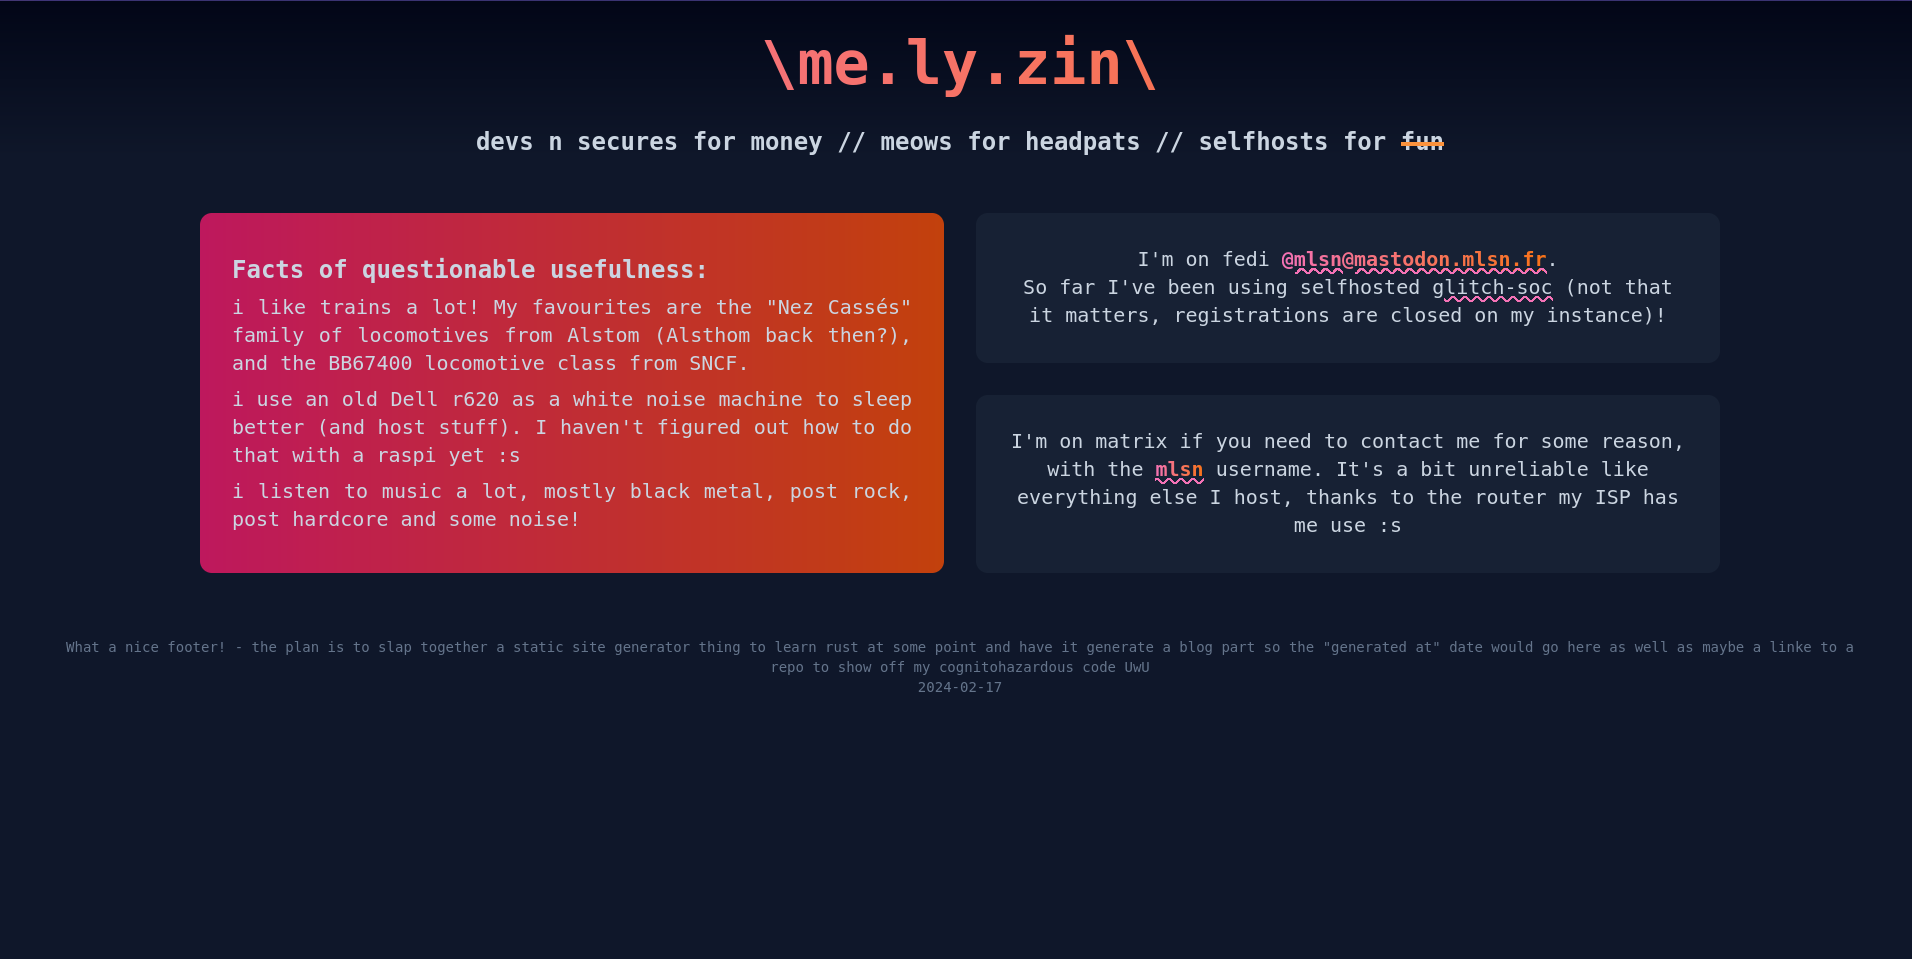 \me.ly.zin\
devs n secures for money // meows for headpats // selfhosts for fun
Facts of questionable usefulness:
i like trains a lot! My favourites are the "Nez Cassés"
family of locomotives from Alstom (Alsthom back then?),
and the BB67400 locomotive class from SNCF.
i use an old Dell r620 as a white noise machine to sleep
better (and host stuff). I haven't figured out how to do
that with a raspi yet :s
i listen to music a lot, mostly black metal, post rock,
post hardcore and some noise!
I'm on fedi @mlsn@mastodon.mlsn.fr.
So far I've been using selfhosted glitch-soc (not that
it matters, registrations are closed on my instance)!
I'm on matrix if you need to contact me for some reason,
with the mlsn username. It's a bit unreliable like
everything else I host, thanks to the router my ISP has
me use :s
What a nice footer! - the plan is to slap together a static site generator thing to learn rust at some point and have it generate a blog part so the "generated at" date would go here as well as maybe a linke to a
repo to show off my cognitohazardous code UwU
2024-02-17